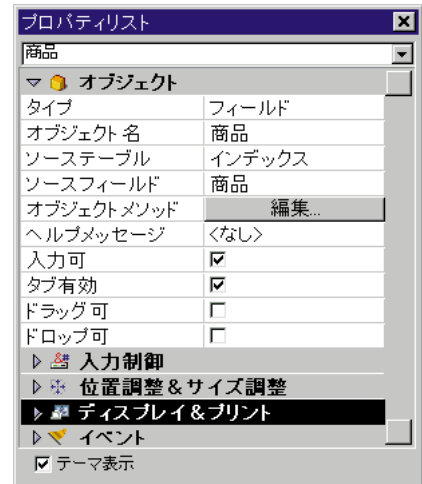 プロパティリスト
商品
オブジェクト
タイプ フィールド
オブジェクト名 商品
ソーステーブル インデックス
ソースフィールド 商品
オブジェクトメソッド 編集...
ヘルプメッセージ <なし>
入力可
タブ有効
ドラッグ可
ドロップ可
入力制御
位置調整&サイズ調整
ディスプレイ&プリント
イベント
テーマ表示